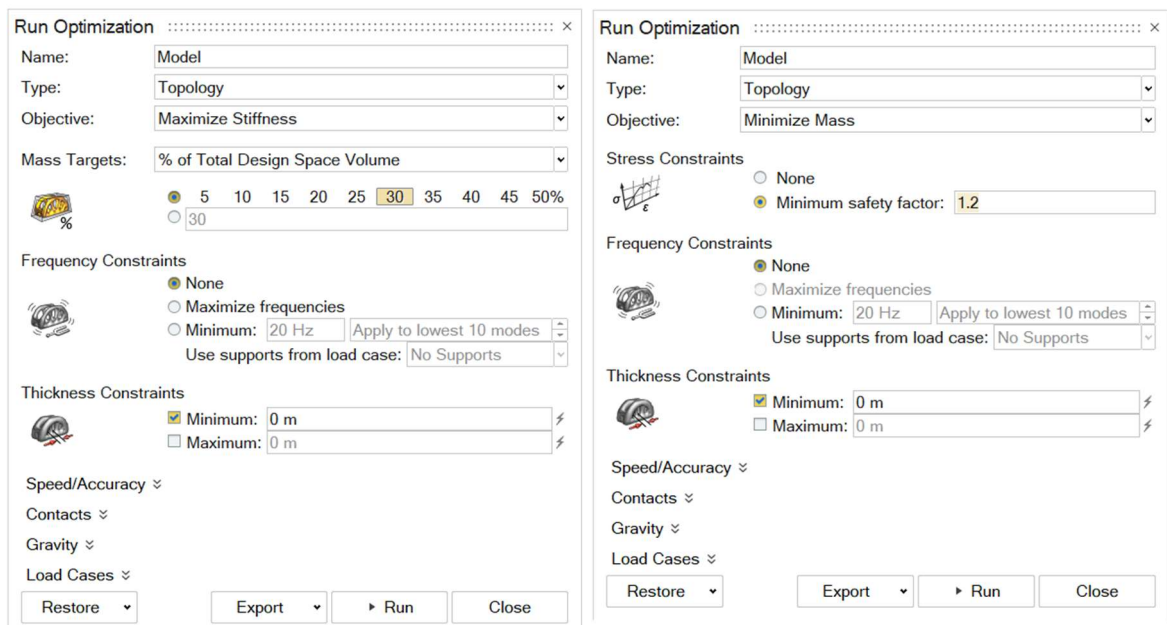 Run Optimization
Name: Model
Type: Topology
Objective: Maximize Stiffness
Mass Targets: % of Total Design Space Volume
5 10 15 20 25 30 35 40 45 50%
%
30
Frequency Constraints
None
Maximize frequencies
Minimum: 20 Hz Apply to lowest 10 modes
Use supports from load case: No Supports
Thickness Constraints
Minimum: 0 m
Maximum: 0 m
Speed/Accuracy
Contacts
Gravity
Load Cases
Restore Export Run Close
Run Optimization
Name: Model
Type: Topology
Objective: Minimize Mass
Stress Constraints
None
σ ε
Minimum safety factor: 1.2
Frequency Constraints
None
Maximize frequencies
Minimum: 20 Hz Apply to lowest 10 modes
Use supports from load case: No Supports
Thickness Constraints
Minimum: 0 m
Maximum: 0 m
Speed/Accuracy
Contacts
Gravity
Load Cases
Restore Export Run Close